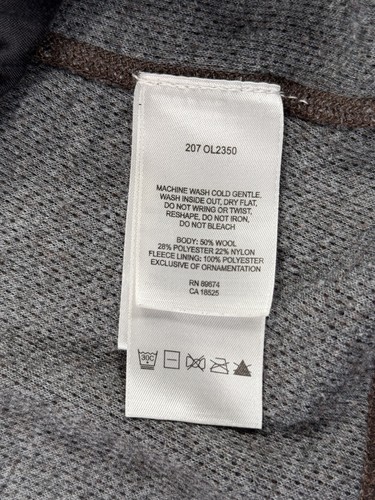 207 OL2350
MACHINE WASH COLD GENTLE.
WASH INSIDE OUT, DRY FLAT,
DO NOT WRING OR TWIST,
RESHAPE, DO NOT IRON,
DO NOT BLEACH
BODY: 50% WOOL
28% POLYESTER 22% NYLON
FLEECE LINING: 100% POLYESTER
EXCLUSIVE OF ORNAMENTATION
RN 89674
CA 18525
30C